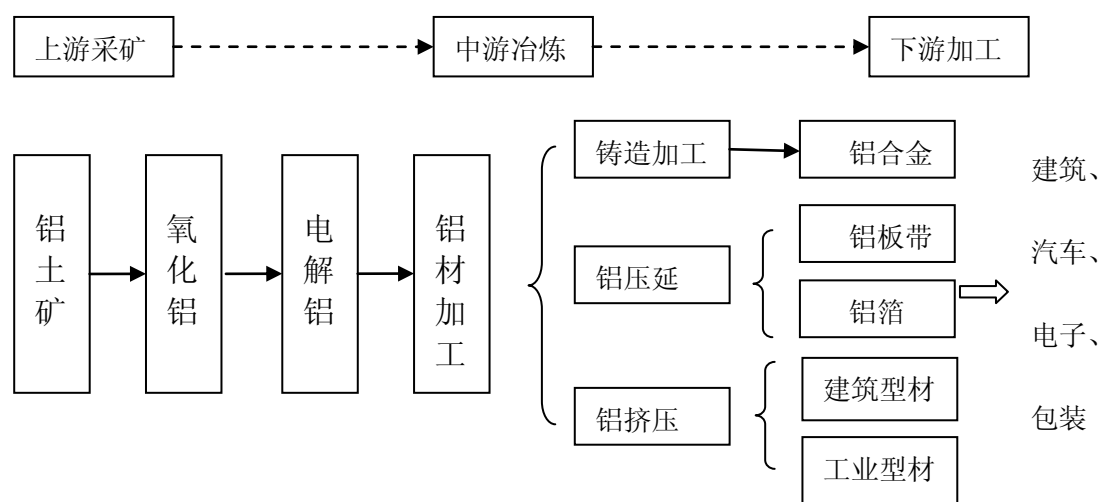 上游采矿
中游冶炼
下游加工
铝土矿
氧化铝
电解铝
铝材加工
铸造加工
铝合金
铝压延
铝板带
铝箔
铝挤压
建筑型材
工业型材
建筑、
汽车、
电子、
包装